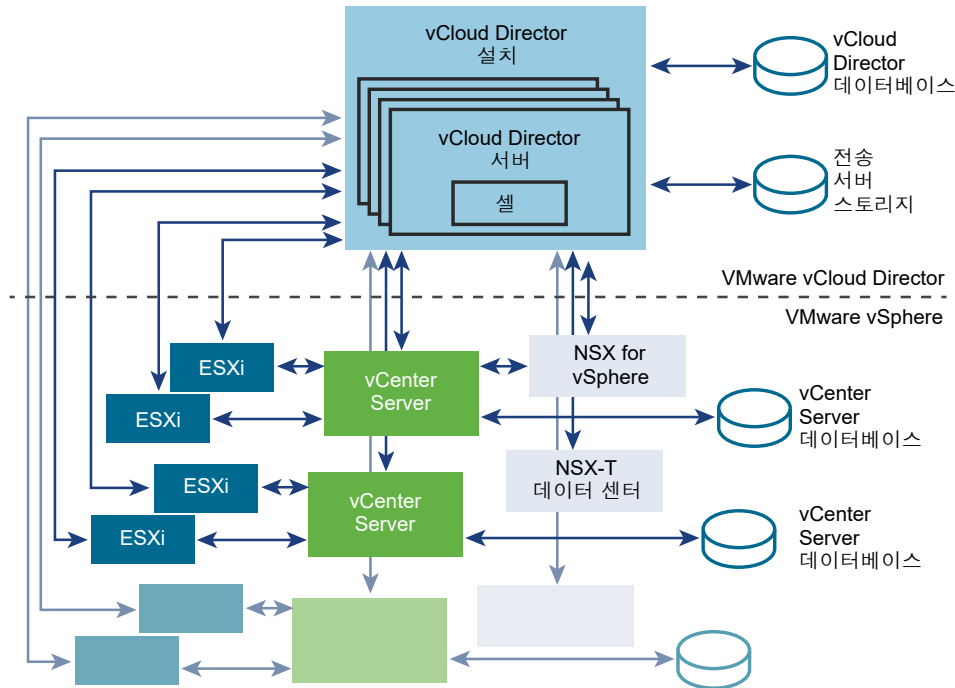 vCloud Director
설치
vCloud Director
서버
셀
vCloud
Director
데이터베이스
전송
서버
스토리지
VMware vCloud Director
VMware vSphere
ESXi
ESXi
vCenter
Server
NSX for
vSphere
vCenter
Server
데이터베이스
ESXi
ESXi
vCenter
Server
NSX-T
데이터 센터
vCenter
Server
데이터베이스